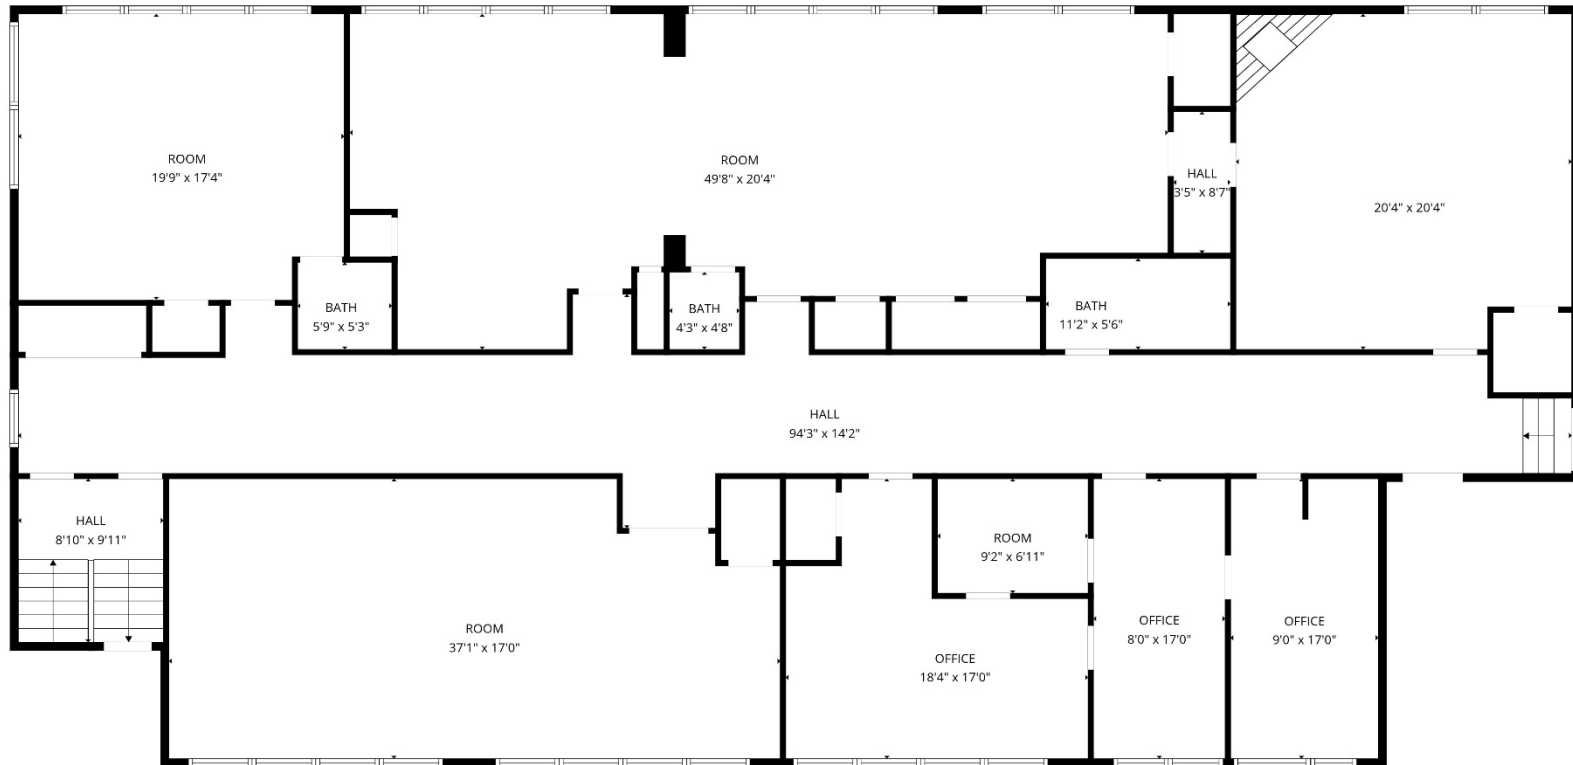 ROOM
19'9" x 17'4"
ROOM
49'8" x 20'4"
HALL
3'5" x 8'7"
20'4" x 20'4"
BATH
5'9" x 5'3"
BATH
4'3" x 4'8"
BATH
11'2" x 5'6"
HALL
94'3" x 14'2"
HALL
8'10" x 9'11"
ROOM
37'1" x 17'0"
ROOM
9'2" x 6'11"
OFFICE
18'4" x 17'0"
OFFICE
8'0" x 17'0"
OFFICE
9'0" x 17'0"